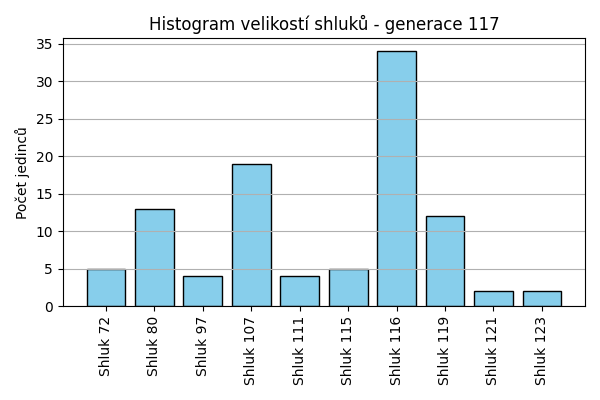 Histogram velikostí shluků - generace 117
Počet jedinců
35
30
25
20
15
10
5
0
Shluk 72
Shluk 80
Shluk 97
Shluk 107
Shluk 111
Shluk 115
Shluk 116
Shluk 119
Shluk 121
Shluk 123